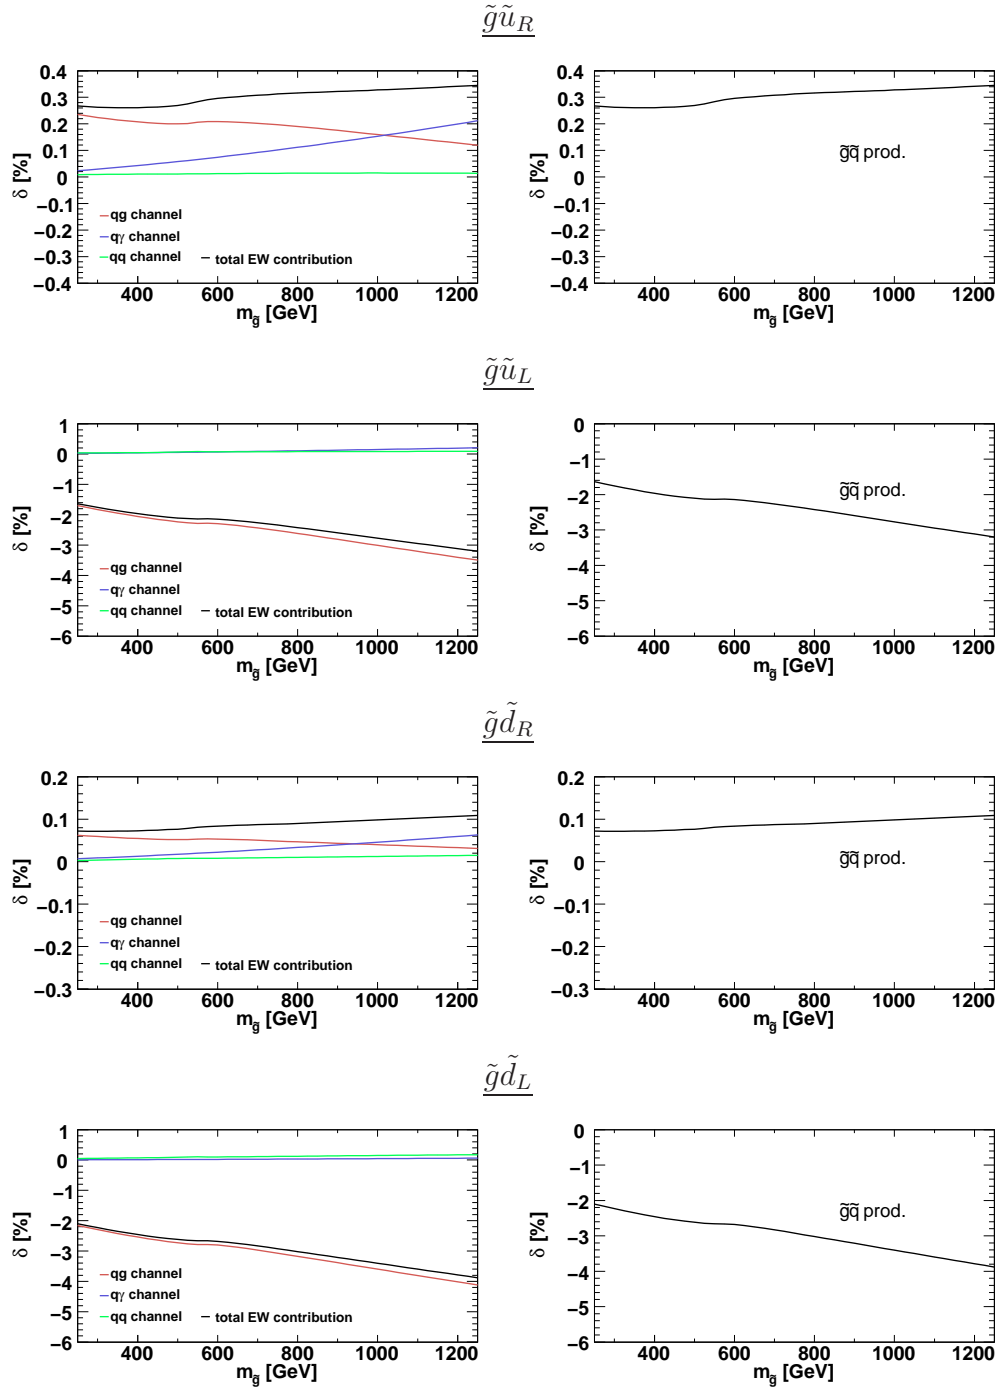 g̃ũ_R
0.4
0.3
0.2
0.1
0
−0.1
−0.2
−0.3
−0.4
δ [%]
qg channel
qγ channel
qq channel
total EW contribution
400 600 800 1000 1200
m_g̃ [GeV]
0.4
0.3
0.2
0.1
0
−0.1
−0.2
−0.3
−0.4
δ [%]
g̃q̃ prod.
400 600 800 1000 1200
m_g̃ [GeV]
g̃ũ_L
1
0
−1
−2
−3
−4
−5
−6
δ [%]
qg channel
qγ channel
qq channel
total EW contribution
400 600 800 1000 1200
m_g̃ [GeV]
0
−1
−2
−3
−4
−5
−6
δ [%]
g̃q̃ prod.
400 600 800 1000 1200
m_g̃ [GeV]
g̃d̃_R
0.2
0.1
0
−0.1
−0.2
−0.3
δ [%]
qg channel
qγ channel
qq channel
total EW contribution
400 600 800 1000 1200
m_g̃ [GeV]
0.2
0.1
0
−0.1
−0.2
−0.3
δ [%]
g̃q̃ prod.
400 600 800 1000 1200
m_g̃ [GeV]
g̃d̃_L
1
0
−1
−2
−3
−4
−5
−6
δ [%]
qg channel
qγ channel
qq channel
total EW contribution
400 600 800 1000 1200
m_g̃ [GeV]
0
−1
−2
−3
−4
−5
−6
δ [%]
g̃q̃ prod.
400 600 800 1000 1200
m_g̃ [GeV]